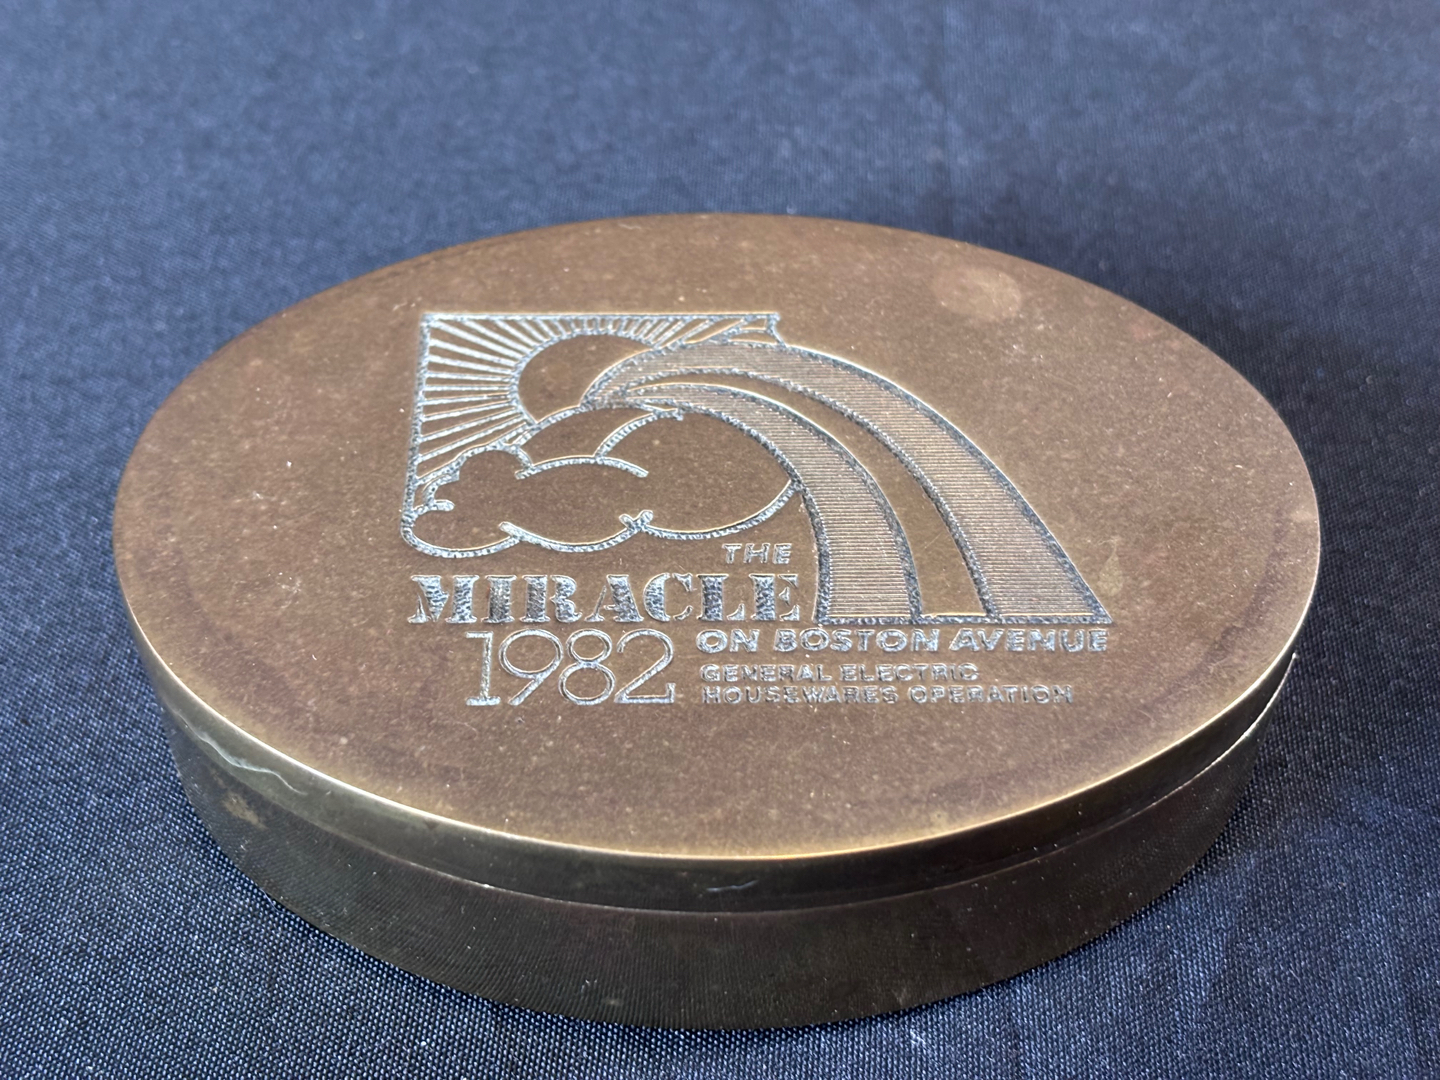 THE
MIRACLE
1982 ON BOSTON AVENUE
GENERAL ELECTRIC
HOUSEWARES OPERATION